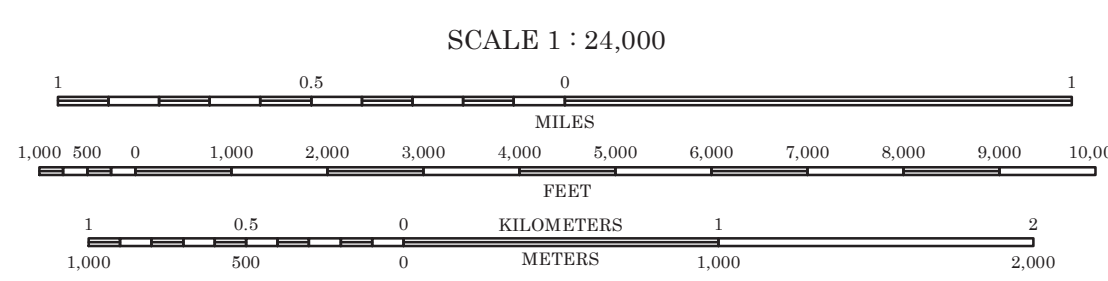 SCALE 1 : 24,000
1 0.5 0 1
MILES
1,000 500 0 1,000 2,000 3,000 4,000 5,000 6,000 7,000 8,000 9,000
FEET
1 0.5 0 KILOMETERS 1 2
1,000 500 0 METERS 1,000 2,000